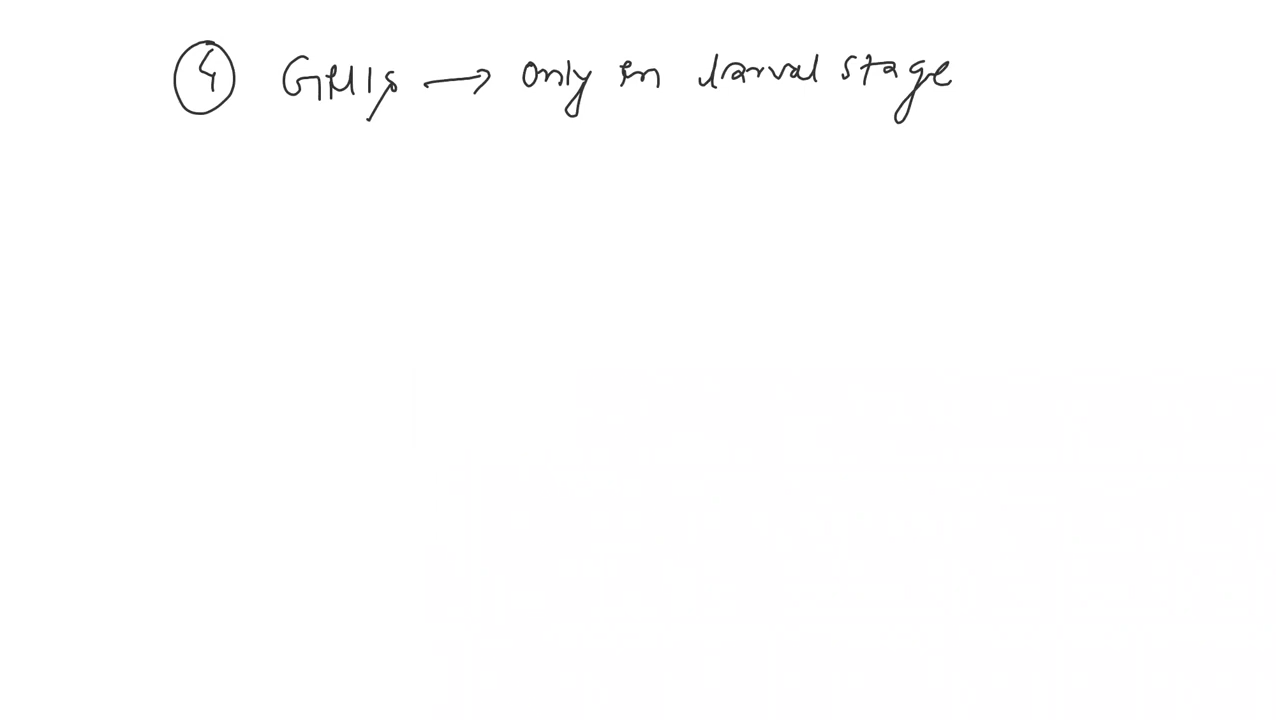 ④ Gills → only in larval stage